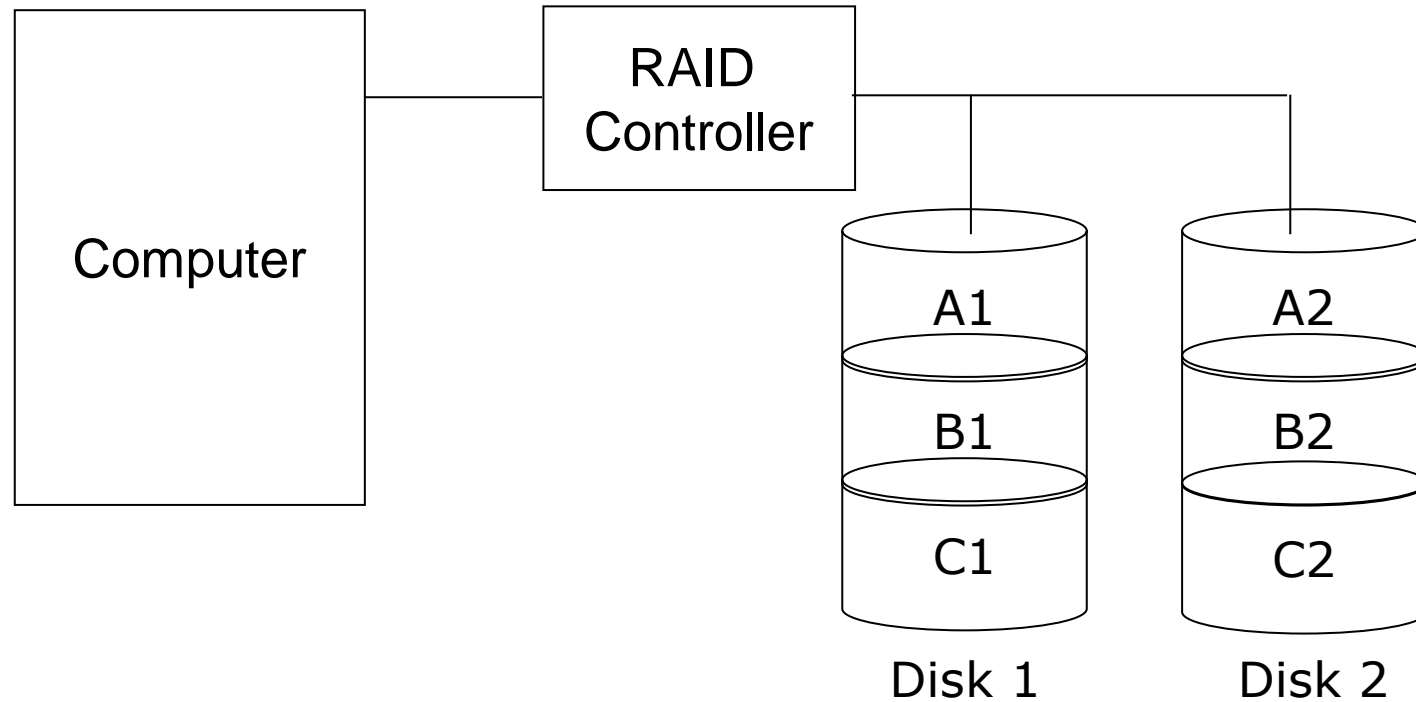 Computer
RAID
Controller
A1
B1
C1
Disk 1
A2
B2
C2
Disk 2